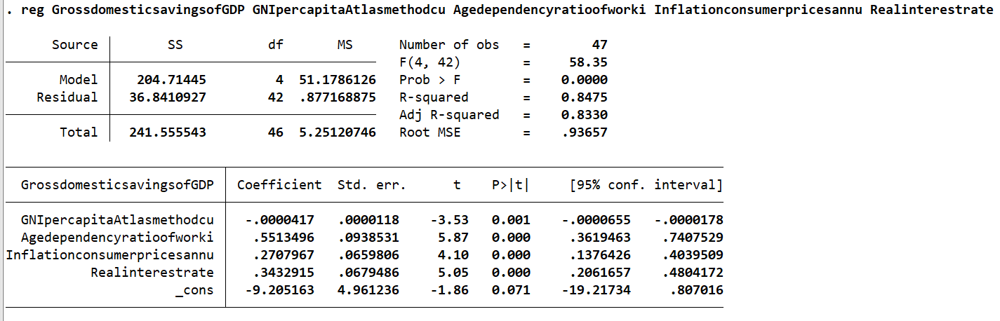 . reg GrossdomesticsavingsofGDP GNIpercapitaAtlasmethodcu Agedependencyratioofworki Inflationconsumerpricesannu Realinterestrate
Source SS df MS Number of obs = 47
F(4, 42) = 58.35
Model 204.71445 4 51.1786126 Prob > F = 0.0000
Residual 36.8410927 42 .877168875 R-squared = 0.8475
Adj R-squared = 0.8330
Total 241.555543 46 5.25120746 Root MSE = .93657
GrossdomesticsavingsofGDP Coefficient Std. err. t P>|t| [95% conf. interval]
GNIpercapitaAtlasmethodcu -.0000417 .0000118 -3.53 0.001 -.0000655 -.0000178
Agedependencyratioofworki .5513496 .0938531 5.87 0.000 .3619463 .7407529
Inflationconsumerpricesannu .2707967 .0659806 4.10 0.000 .1376426 .4039509
Realinterestrate .3432915 .0679486 5.05 0.000 .2061657 .4804172
_cons -9.205163 4.961236 -1.86 0.071 -19.21734 .807016